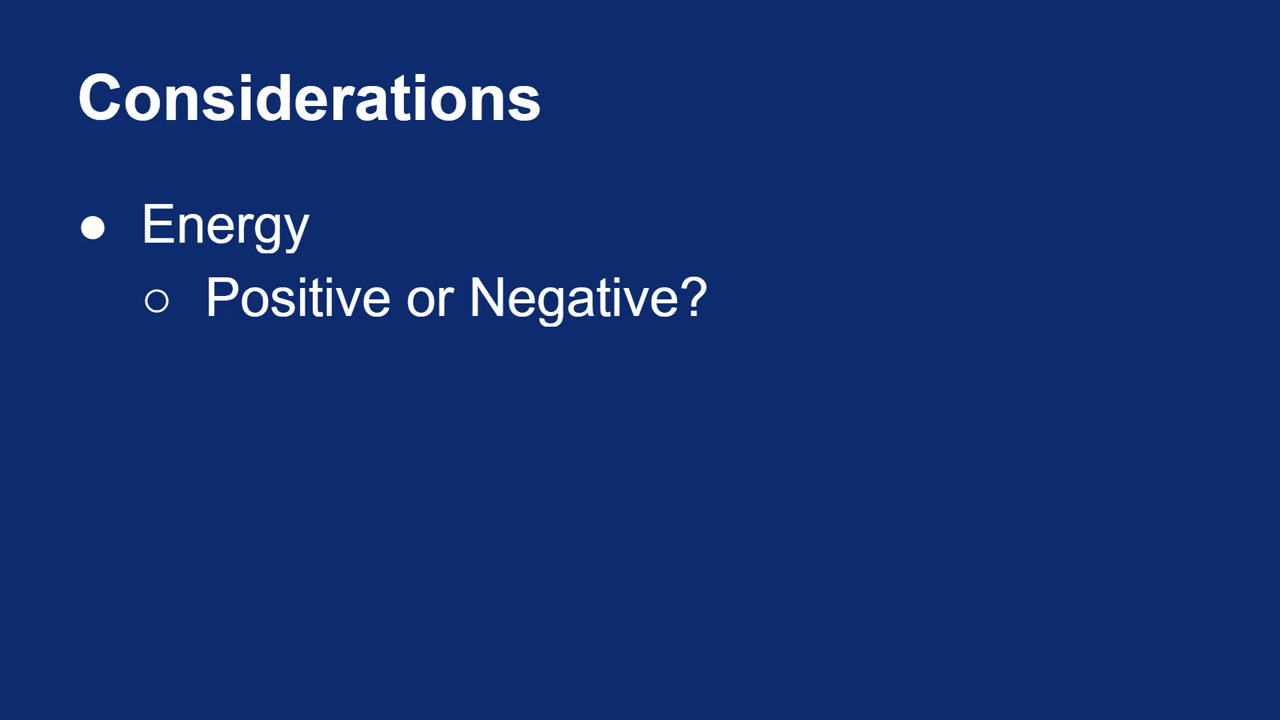 Considerations
● Energy
○ Positive or Negative?